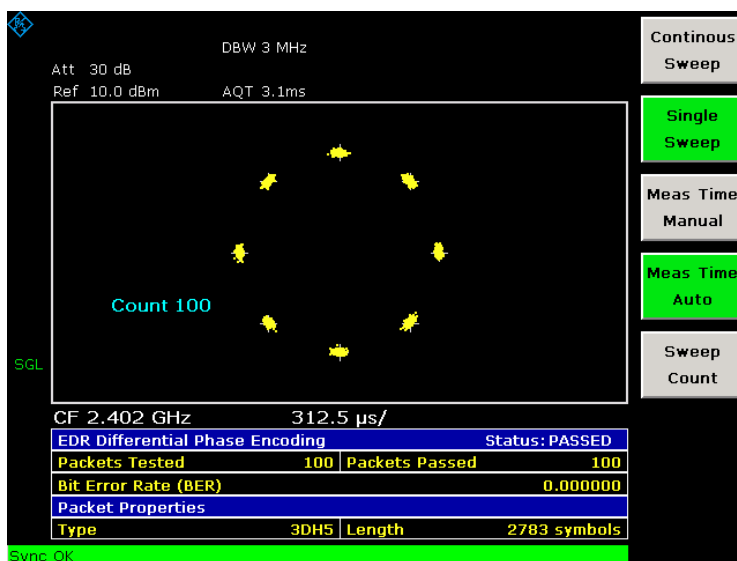 DBW 3 MHz
Att 30 dB
Ref 10.0 dBm AQT 3.1ms
Count 100
SGL
CF 2.402 GHz 312.5 µs/
EDR Differential Phase Encoding Status: PASSED
Packets Tested 100 Packets Passed 100
Bit Error Rate (BER) 0.000000
Packet Properties
Type 3DH5 Length 2783 symbols
Sync OK
Continous
Sweep
Single
Sweep
Meas Time
Manual
Meas Time
Auto
Sweep
Count